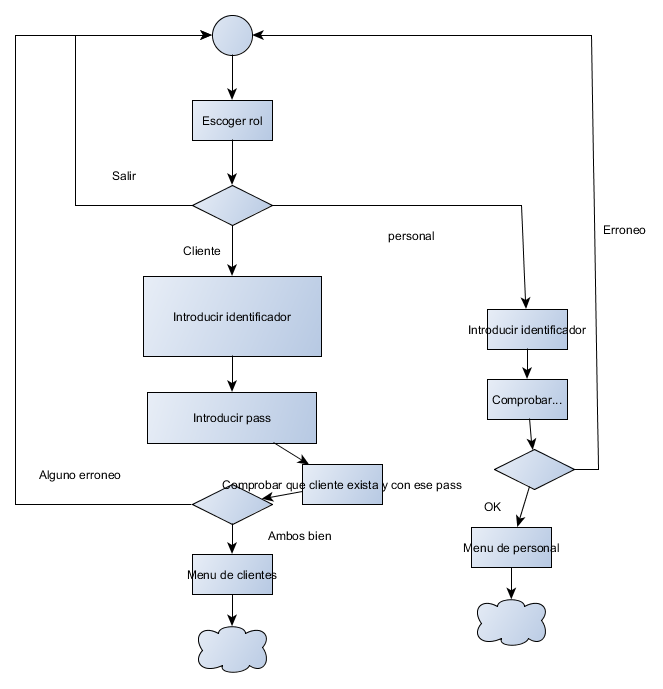 Escoger rol
Salir
Cliente
personal
Erroneo
Introducir identificador
Introducir identificador
Comprobar...
Introducir pass
Alguno erroneo
Comprobar que cliente exista y con ese pass
OK
Ambos bien
Menu de personal
Menu de clientes